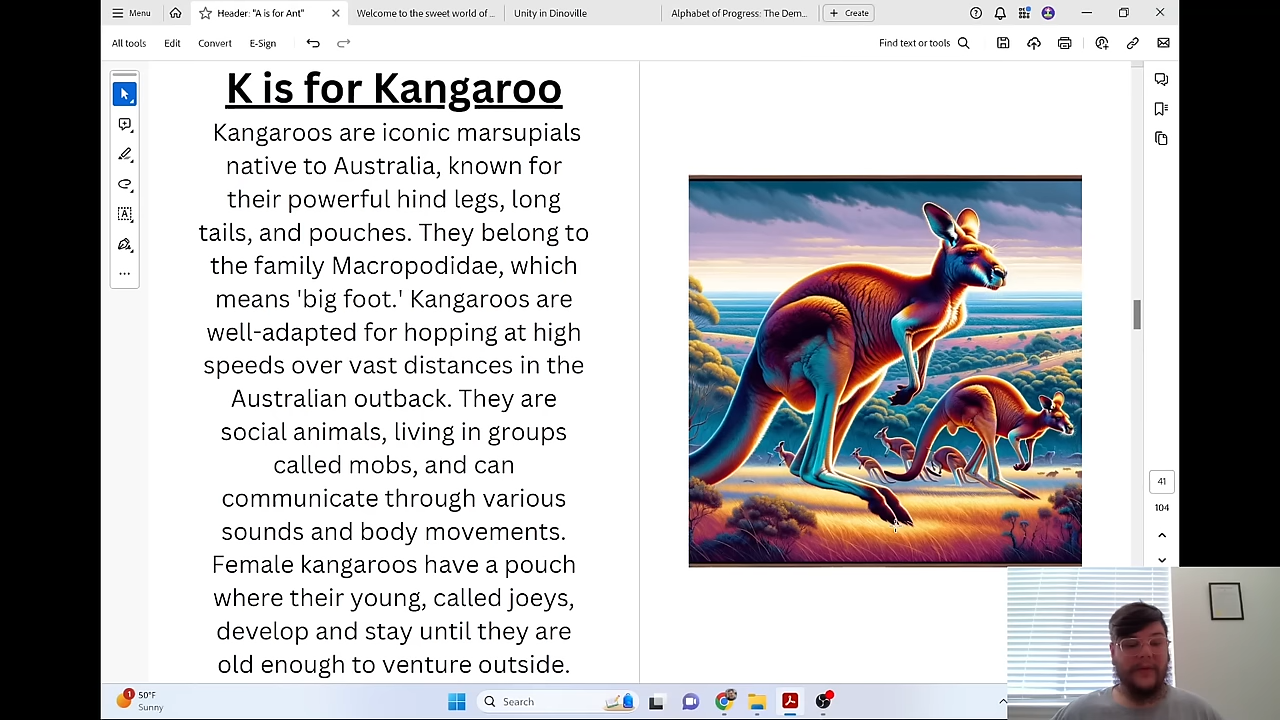 Menu
Header: "A is for Ant"
Welcome to the sweet world of ...
Unity in Dinoville
Alphabet of Progress: The Dem...
Create
All tools
Edit
Convert
E-Sign
Find text or tools
K is for Kangaroo
Kangaroos are iconic marsupials
native to Australia, known for
their powerful hind legs, long
tails, and pouches. They belong to
the family Macropodidae, which
means 'big foot.' Kangaroos are
well-adapted for hopping at high
speeds over vast distances in the
Australian outback. They are
social animals, living in groups
called mobs, and can
communicate through various
sounds and body movements.
Female kangaroos have a pouch
where their young, called joeys,
develop and stay until they are
old enough to venture outside.
41
104
1
50°F
Sunny
Search